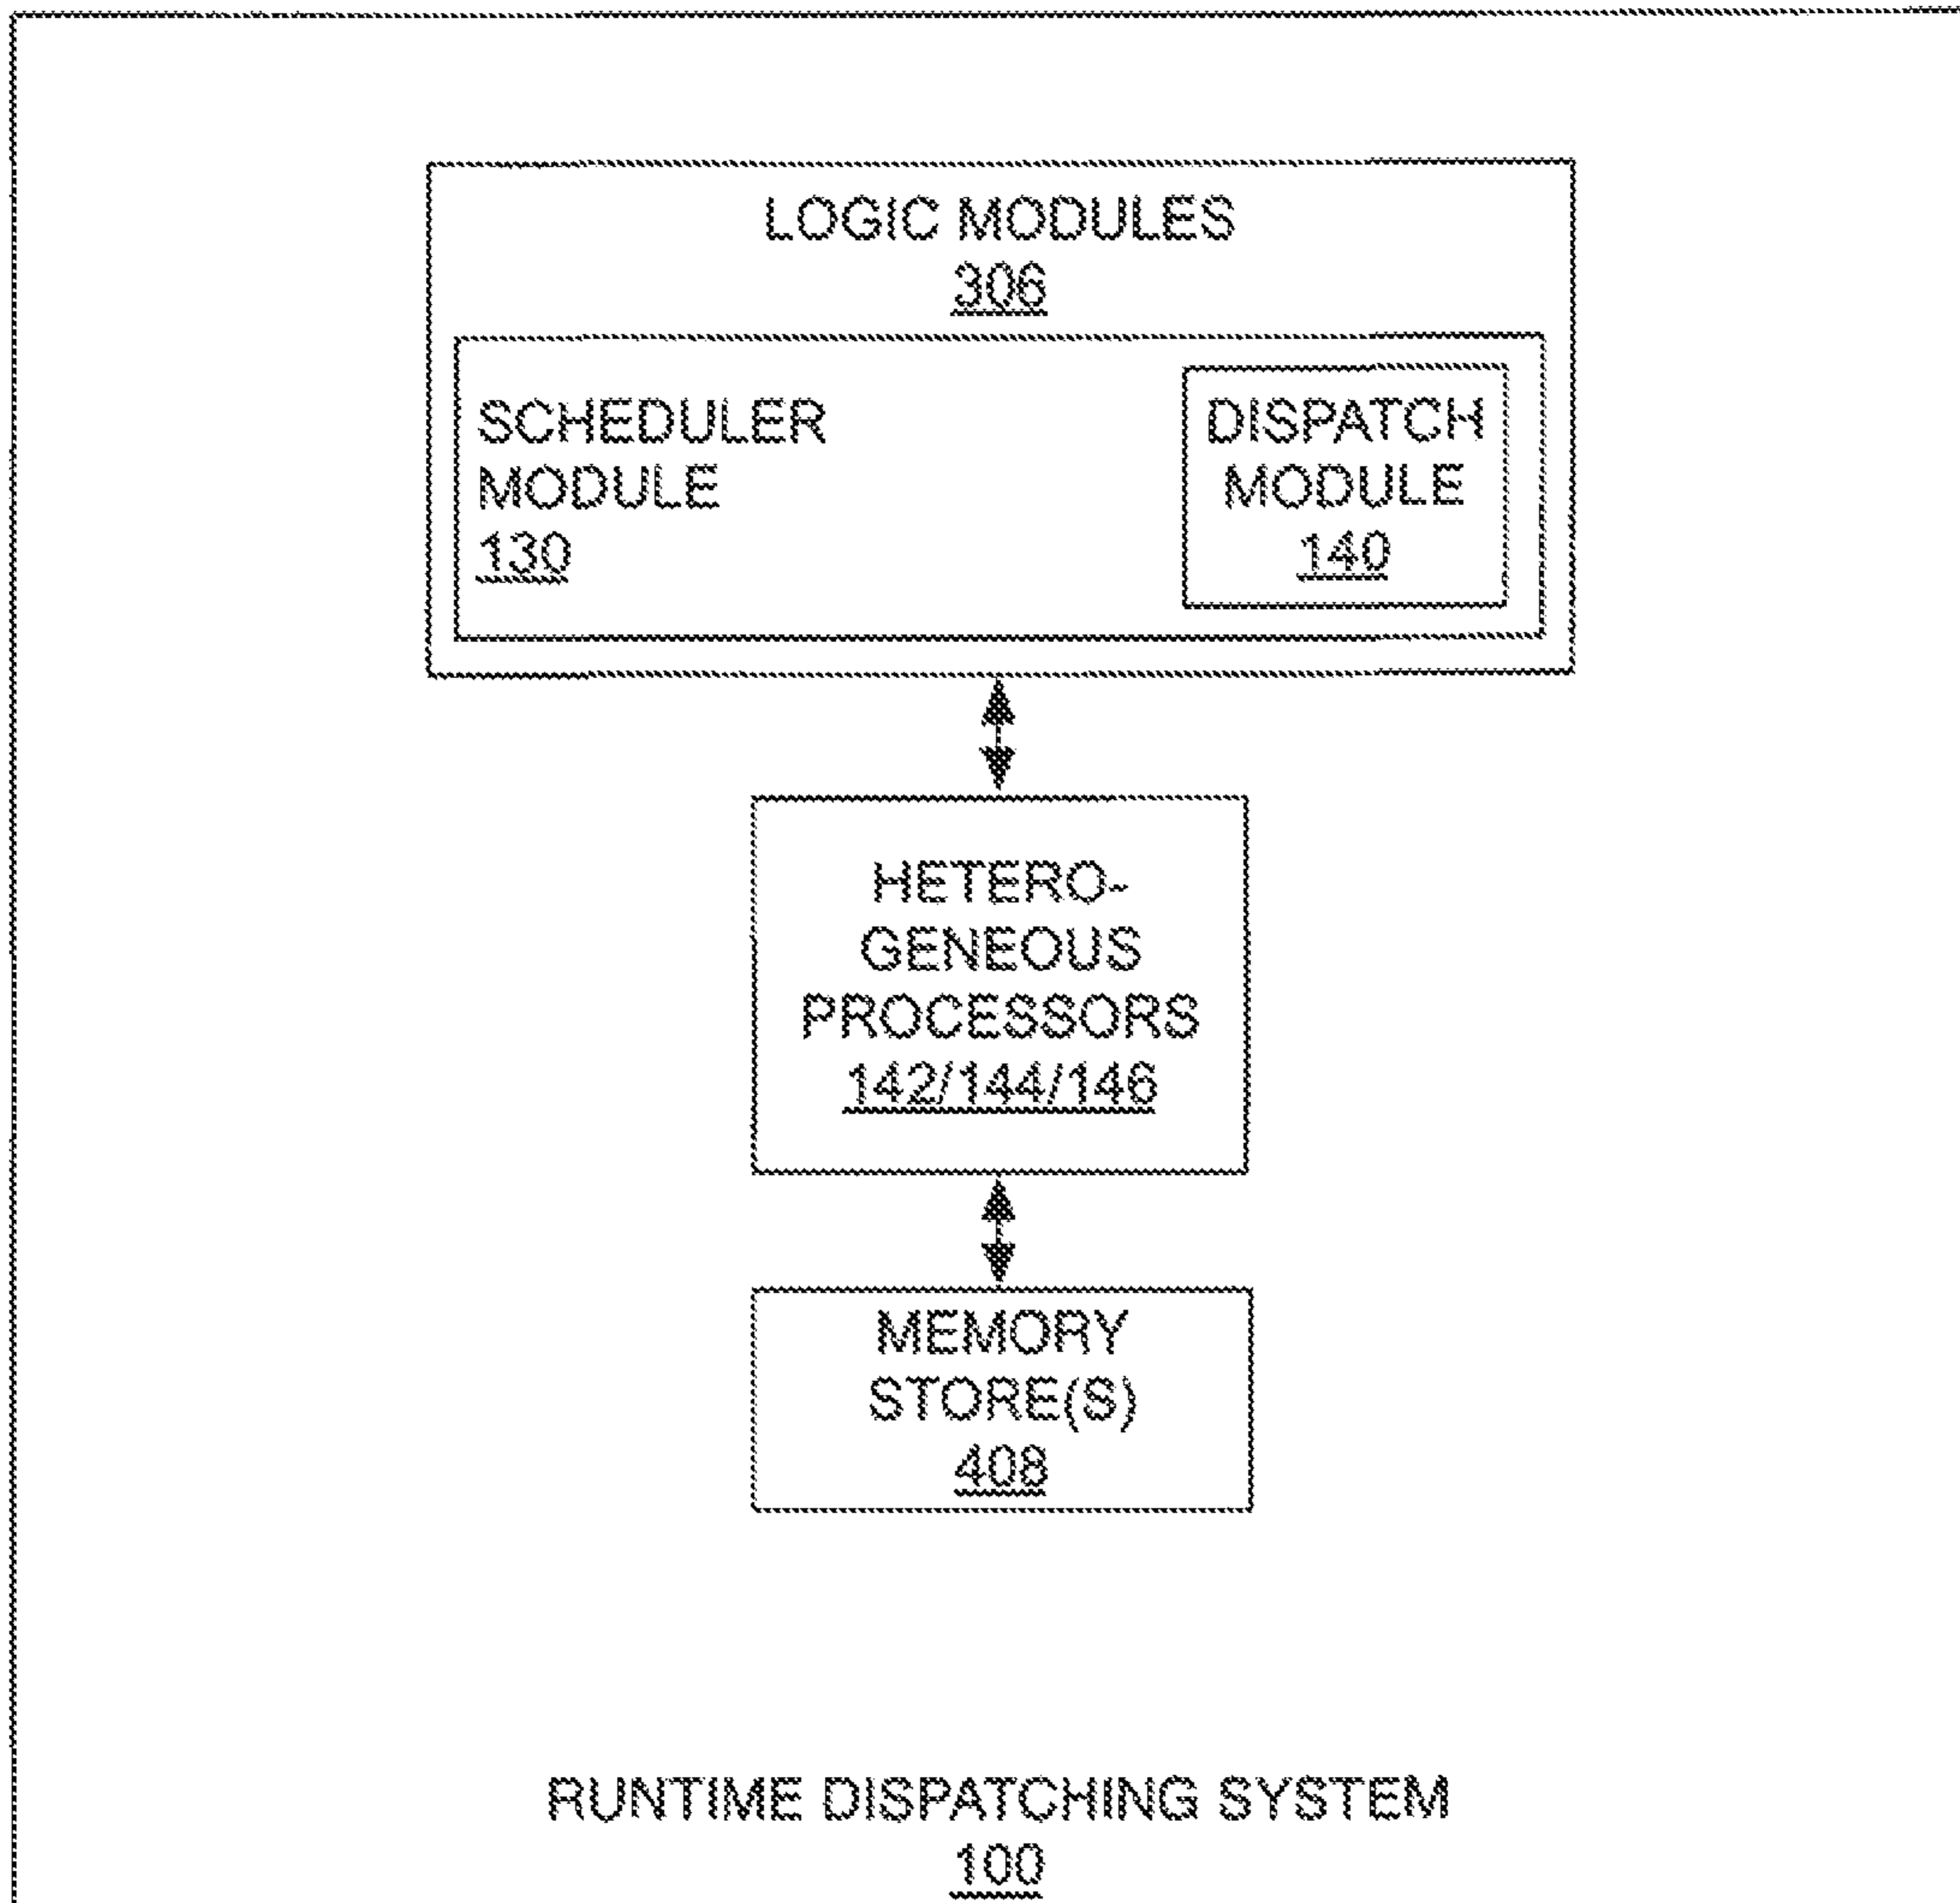 LOGIC MODULES
306
SCHEDULER
MODULE
130
DISPATCH
MODULE
140
HETERO-
GENEOUS
PROCESSORS
142/144/146
MEMORY
STORE(S)
408
RUNTIME DISPATCHING SYSTEM
100